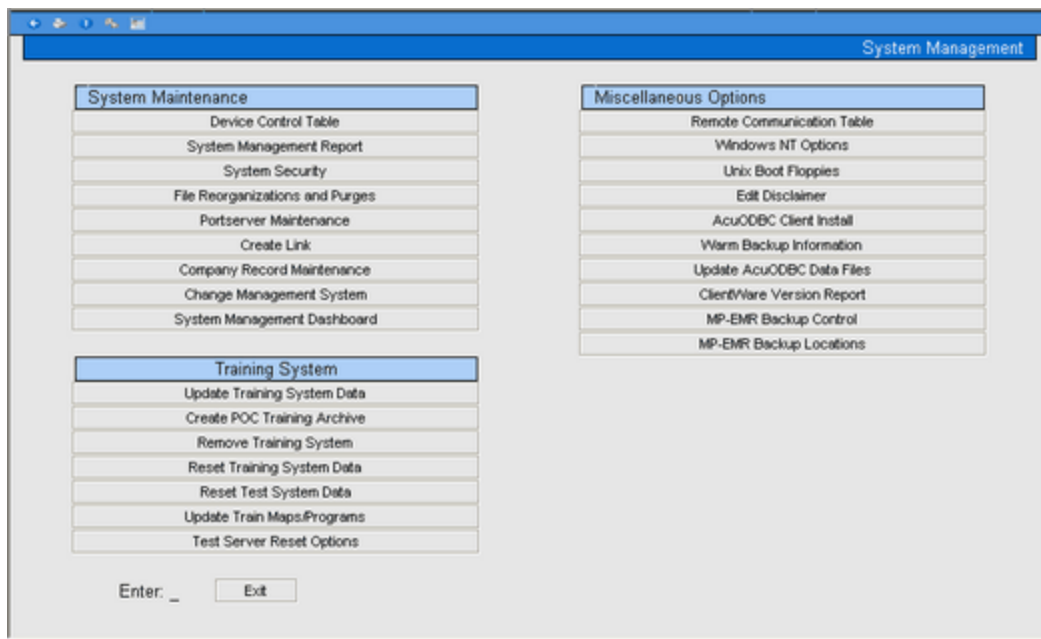 System Management
System Maintenance
Device Control Table
System Management Report
System Security
File Reorganizations and Purges
Portserver Maintenance
Create Link
Company Record Maintenance
Change Management System
System Management Dashboard
Training System
Update Training System Data
Create POC Training Archive
Remove Training System
Reset Training System Data
Reset Test System Data
Update Train Maps/Programs
Test Server Reset Options
Miscellaneous Options
Remote Communication Table
Windows NT Options
Unix Boot Floppies
Edit Disclaimer
AcuODBC Client Install
Warm Backup Information
Update AcuODBC Data Files
ClientWare Version Report
MP-EMR Backup Control
MP-EMR Backup Locations
Enter: _ Exit